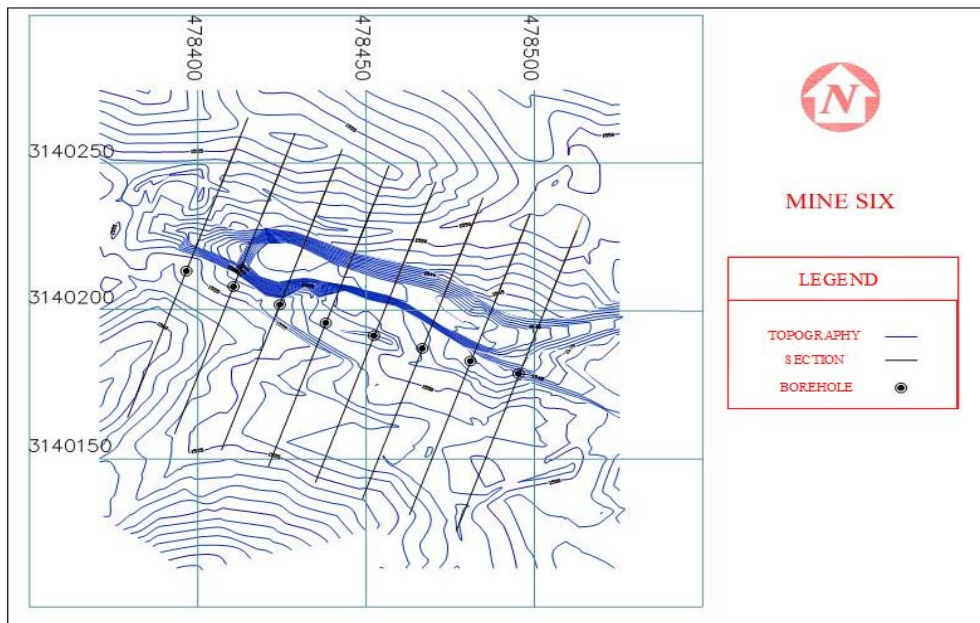 478400
478450
478500
3140250
3140200
3140150
N
MINE SIX
LEGEND
TOPOGRAPHY
SECTION
BOREHOLE